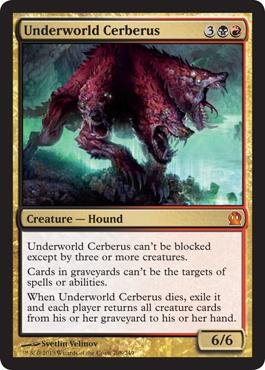 Underworld Cerberus 3
Creature — Hound
Underworld Cerberus can't be blocked
except by three or more creatures.
Cards in graveyards can't be the targets of
spells or abilities.
When Underworld Cerberus dies, exile it
and each player returns all creature cards
from his or her graveyard to his or her hand.
Svetlin Velinov
6/6
™ & © 2013 Wizards of the Coast 208/249